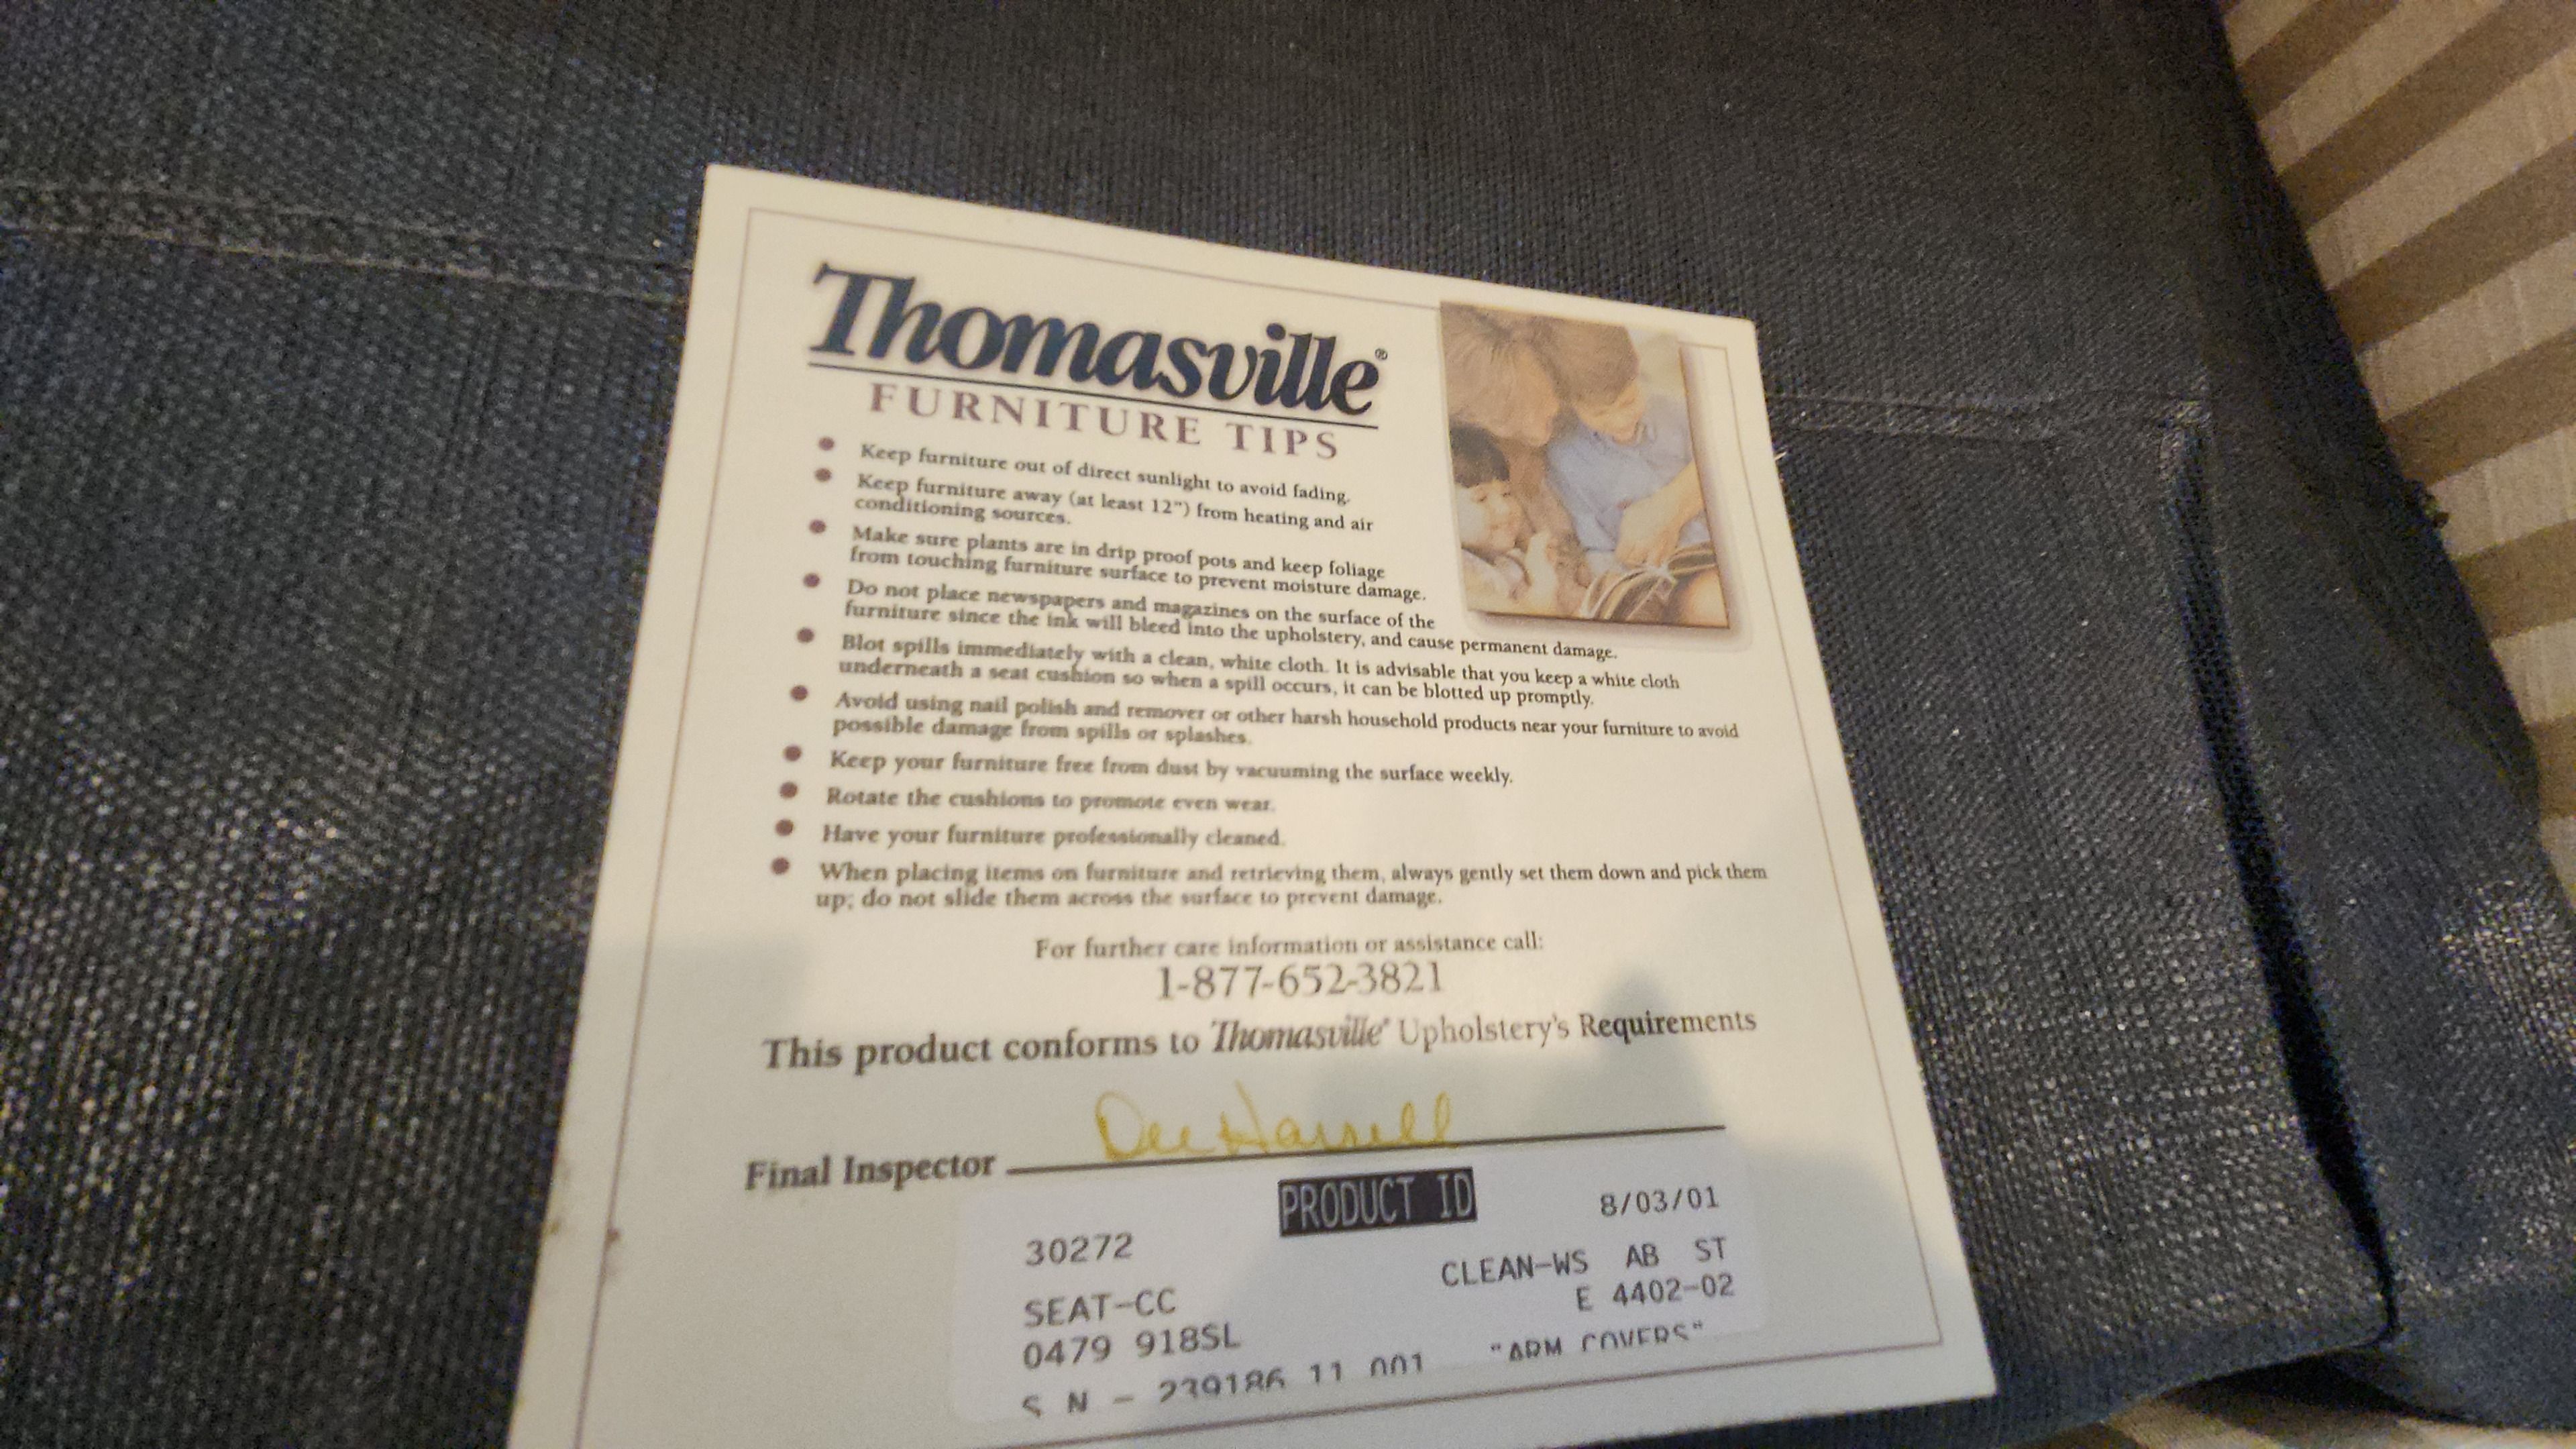 Thomasville®
FURNITURE TIPS
• Keep furniture out of direct sunlight to avoid fading.
• Keep furniture away (at least 12") from heating and air
conditioning sources.
• Make sure plants are in drip proof pots and keep foliage
from touching furniture surface to prevent moisture damage.
• Do not place newspapers and magazines on the surface of the
furniture since the ink will bleed into the upholstery, and cause permanent damage.
• Blot spills immediately with a clean, white cloth. It is advisable that you keep a white cloth
underneath a seat cushion so when a spill occurs, it can be blotted up promptly.
• Avoid using nail polish and remover or other harsh household products near your furniture to avoid
possible damage from spills or splashes.
• Keep your furniture free from dust by vacuuming the surface weekly.
• Rotate the cushions to promote even wear.
• Have your furniture professionally cleaned.
• When placing items on furniture and retrieving them, always gently set them down and pick them
up; do not slide them across the surface to prevent damage.
For further care information or assistance call:
1-877-652-3821
This product conforms to Thomasville® Upholstery's Requirements
Final Inspector Dee Harrell
PRODUCT ID
30272 8/03/01
CLEAN-WS AB ST
SEAT-CC E 4402-02
0479 918SL
S N - 239186 11 001 "ARM COVERS"